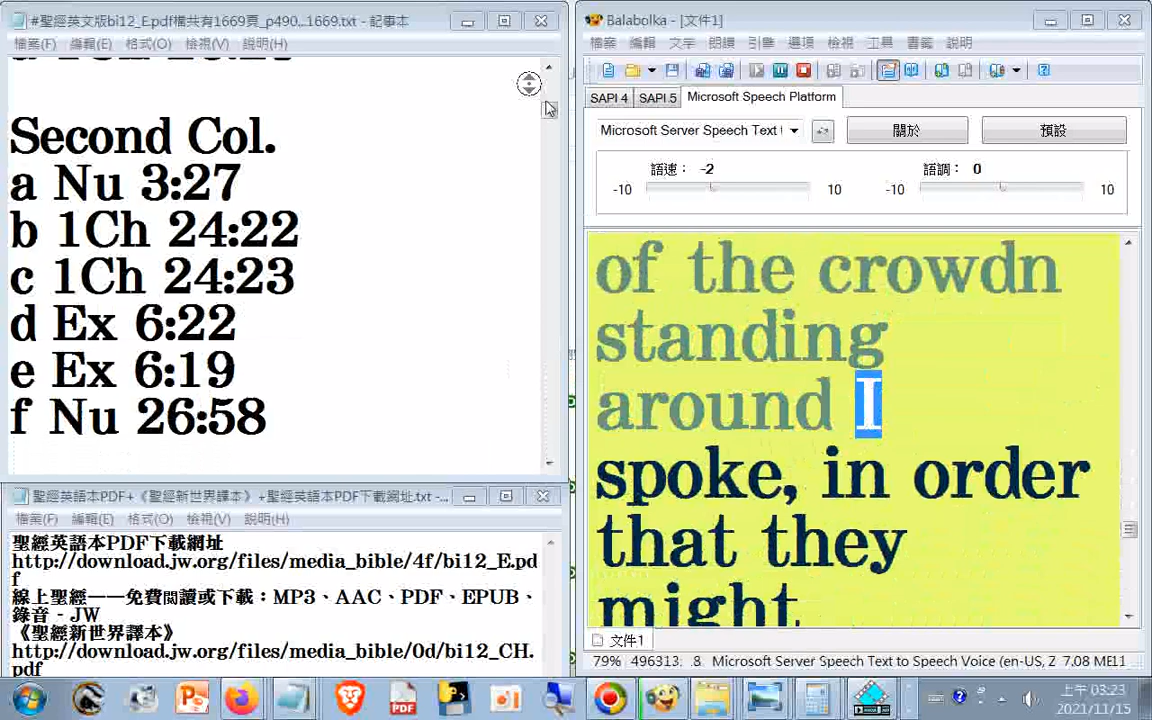 #聖經英文版bi12_E.pdf檔共有1669頁_p490,..1669.txt - 記事本
檔案(F) 編輯(E) 格式(O) 檢視(V) 說明(H)
Second Col.
a Nu 3:27
b 1Ch 24:22
c 1Ch 24:23
d Ex 6:22
e Ex 6:19
f Nu 26:58
聖經英語本PDF+《聖經新世界譯本》+聖經英語本PDF下載網址.txt - ...
檔案(F) 編輯(E) 格式(O) 檢視(V) 說明(H)
聖經英語本PDF下載網址
http://download.jw.org/files/media_bible/4f/bi12_E.pd
f
線上聖經——免費閱讀或下載：MP3、AAC、PDF、EPUB、
錄音 - JW
《聖經新世界譯本》
http://download.jw.org/files/media_bible/0d/bi12_CH.
pdf
Balabolka - [文件1]
檔案 編輯 文字 朗讀 引擎 選項 檢視 工具 書籤 說明
SAPI 4 SAPI 5 Microsoft Speech Platform
Microsoft Server Speech Text 關於 預設
語速： -2 語調： 0
-10 10 -10 10
of the crowdn
standing
around I
spoke, in order
that they
might
文件1
79% 496313: 8. Microsoft Server Speech Text to Speech Voice (en-US, Z 7.08 ME11
上午 03:23
2021/11/15